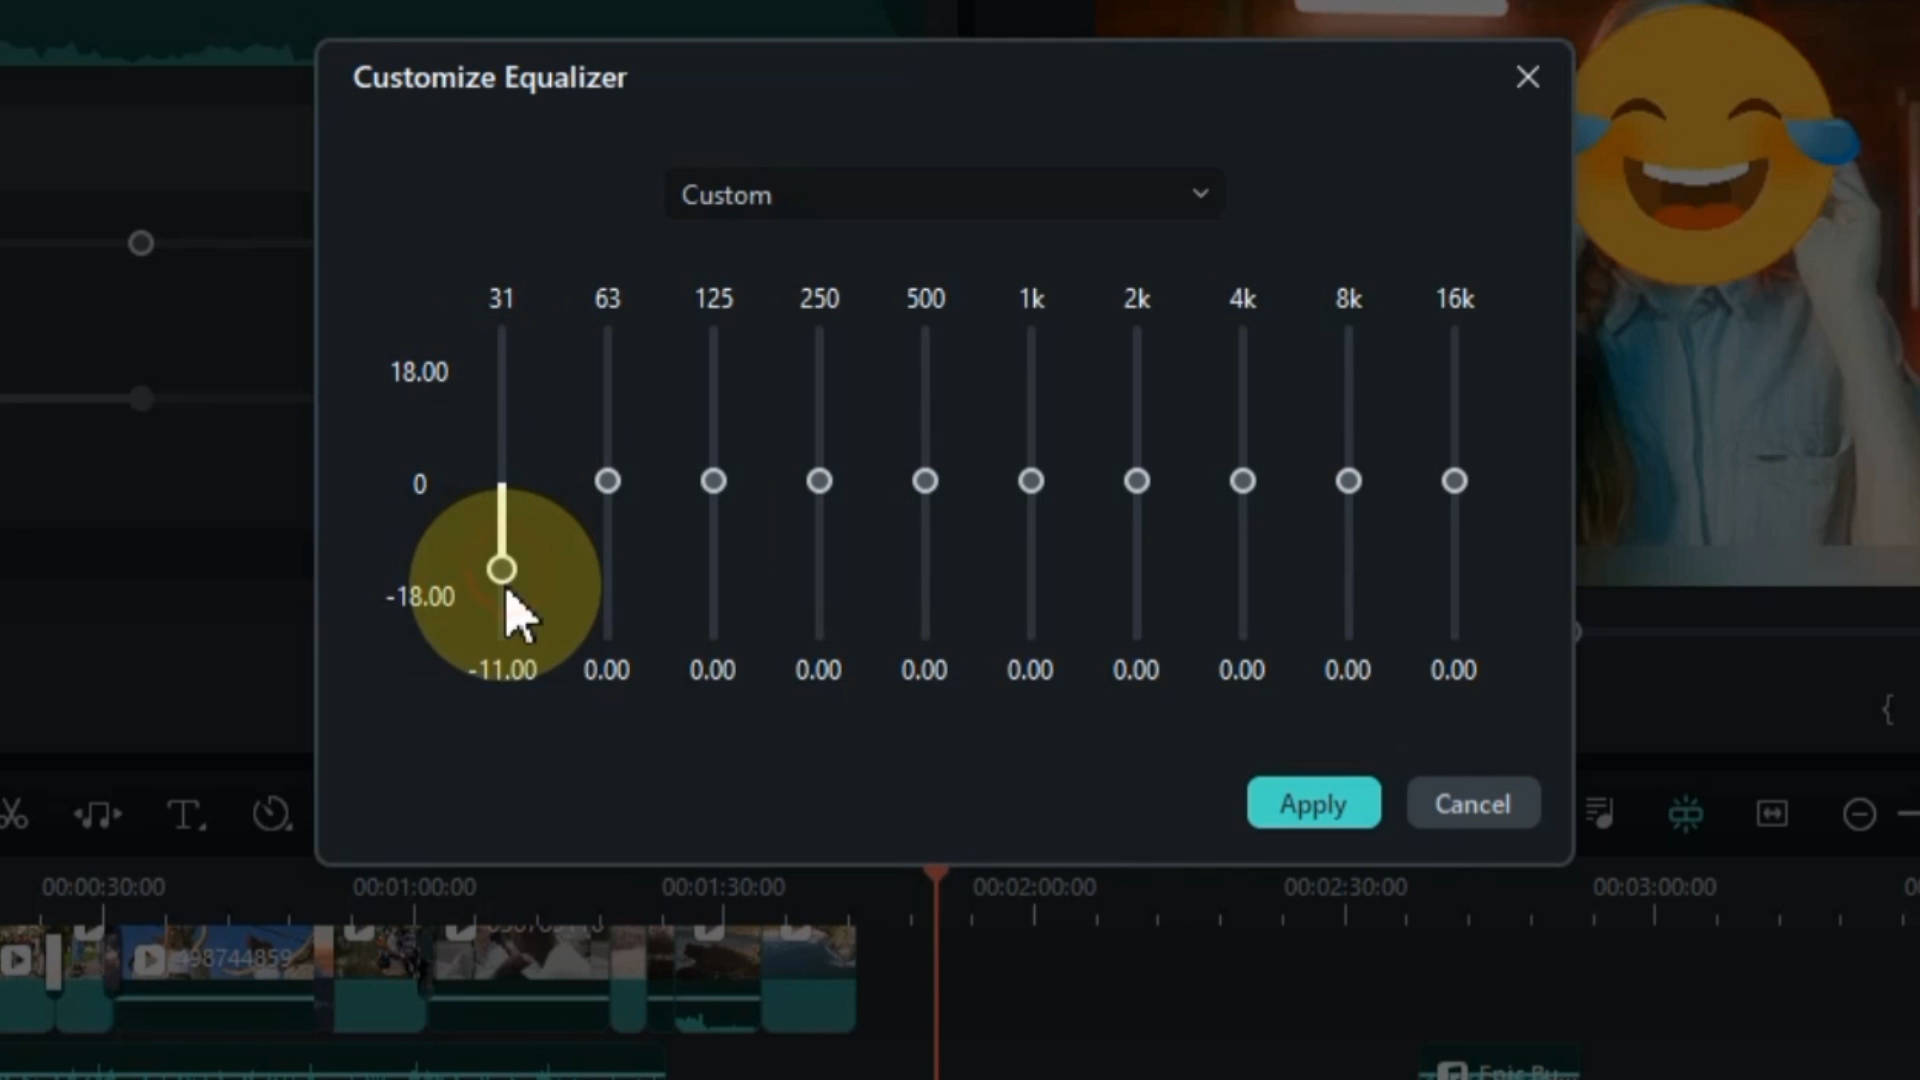 Customize Equalizer
Custom
31 63 125 250 500 1k 2k 4k 8k 16k
18.00
0
-18.00
-11.00 0.00 0.00 0.00 0.00 0.00 0.00 0.00 0.00 0.00
Apply Cancel
00:00:30:00 00:01:00:00 00:01:30:00 00:02:00:00 00:02:30:00 00:03:00:00
498744859